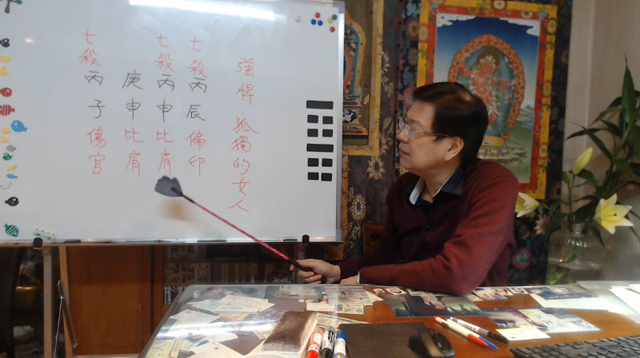 強悍 孤獨的女人
七殺丙辰偏印
七殺丙申比肩
庚申比肩
七殺丙子傷官